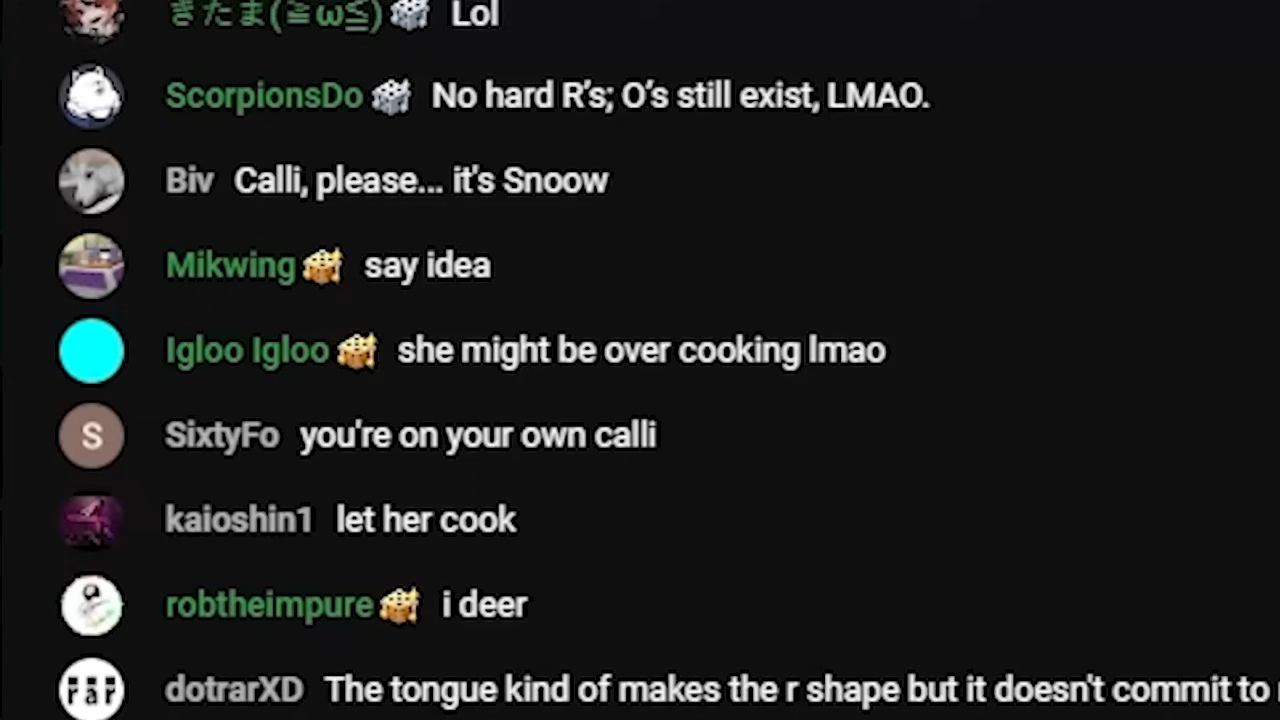 きたま(≧ω≦) Lol
ScorpionsDo No hard R's; O's still exist, LMAO.
Biv Calli, please... it's Snoow
Mikwing say idea
Igloo Igloo she might be over cooking lmao
S SixtyFo you're on your own calli
kaioshin1 let her cook
robtheimpure i deer
rar dotrarXD The tongue kind of makes the r shape but it doesn't commit to